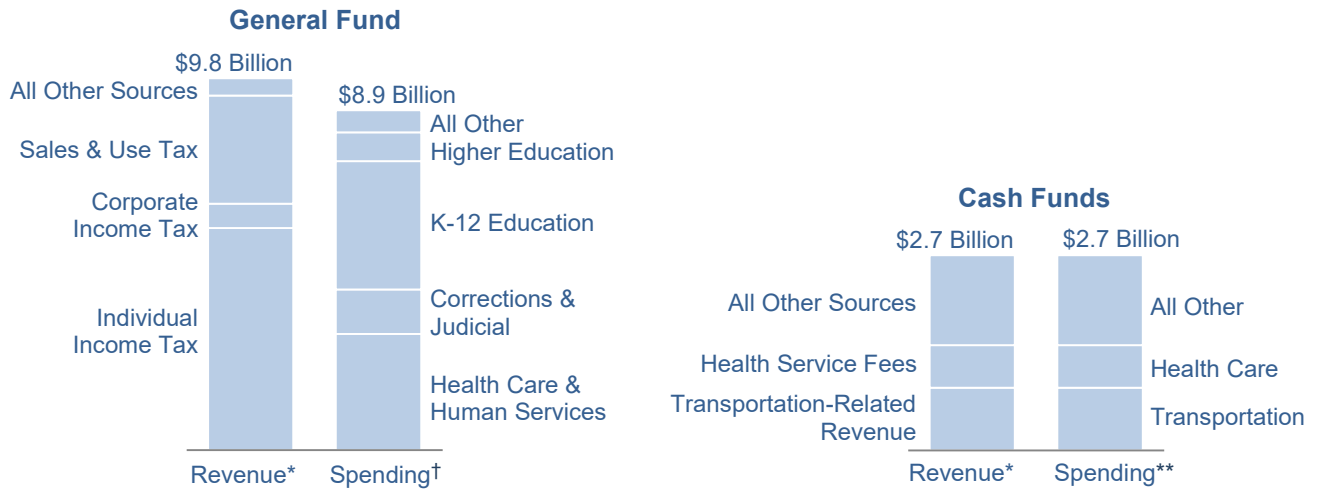 General Fund
$9.8 Billion
All Other Sources
Sales & Use Tax
Corporate
Income Tax
Individual
Income Tax
Revenue*
$8.9 Billion
All Other
Higher Education
K-12 Education
Corrections &
Judicial
Health Care &
Human Services
Spending†
Cash Funds
$2.7 Billion
All Other Sources
Health Service Fees
Transportation-Related
Revenue
Revenue*
$2.7 Billion
All Other
Health Care
Transportation
Spending**